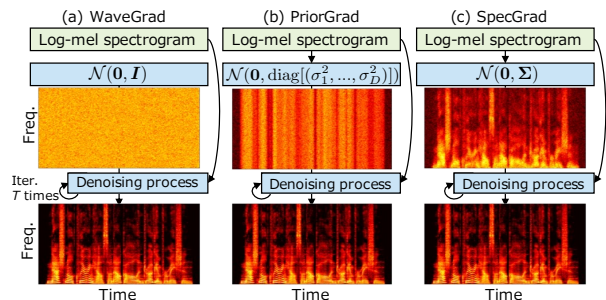 (a) WaveGrad
Log-mel spectrogram
𝒩(0, I)
Freq.
Iter.
T times
Denoising process
Freq.
Time
(b) PriorGrad
Log-mel spectrogram
𝒩(0, diag[(σ₁², ..., σ_D²)])
Denoising process
Time
(c) SpecGrad
Log-mel spectrogram
𝒩(0, Σ)
Denoising process
Time